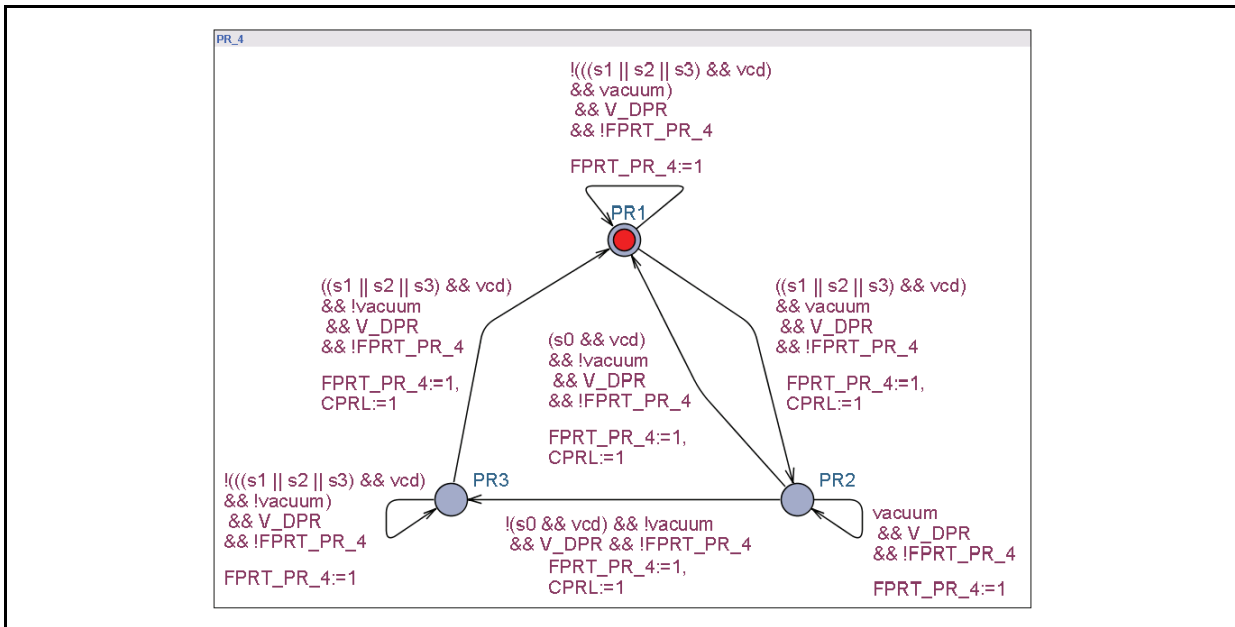 PR_4
!(((s1 || s2 || s3) && vcd)
&& vacuum)
&& V_DPR
&& !FPRT_PR_4
FPRT_PR_4:=1
PR1
((s1 || s2 || s3) && vcd)
&& !vacuum
&& V_DPR
&& !FPRT_PR_4
FPRT_PR_4:=1,
CPRL:=1
(s0 && vcd)
&& !vacuum
&& V_DPR
&& !FPRT_PR_4
FPRT_PR_4:=1,
CPRL:=1
((s1 || s2 || s3) && vcd)
&& vacuum
&& V_DPR
&& !FPRT_PR_4
FPRT_PR_4:=1,
CPRL:=1
!(((s1 || s2 || s3) && vcd)
&& !vacuum)
&& V_DPR
&& !FPRT_PR_4
FPRT_PR_4:=1
PR3
!(s0 && vcd) && !vacuum
&& V_DPR && !FPRT_PR_4
FPRT_PR_4:=1,
CPRL:=1
PR2
vacuum
&& V_DPR
&& !FPRT_PR_4
FPRT_PR_4:=1